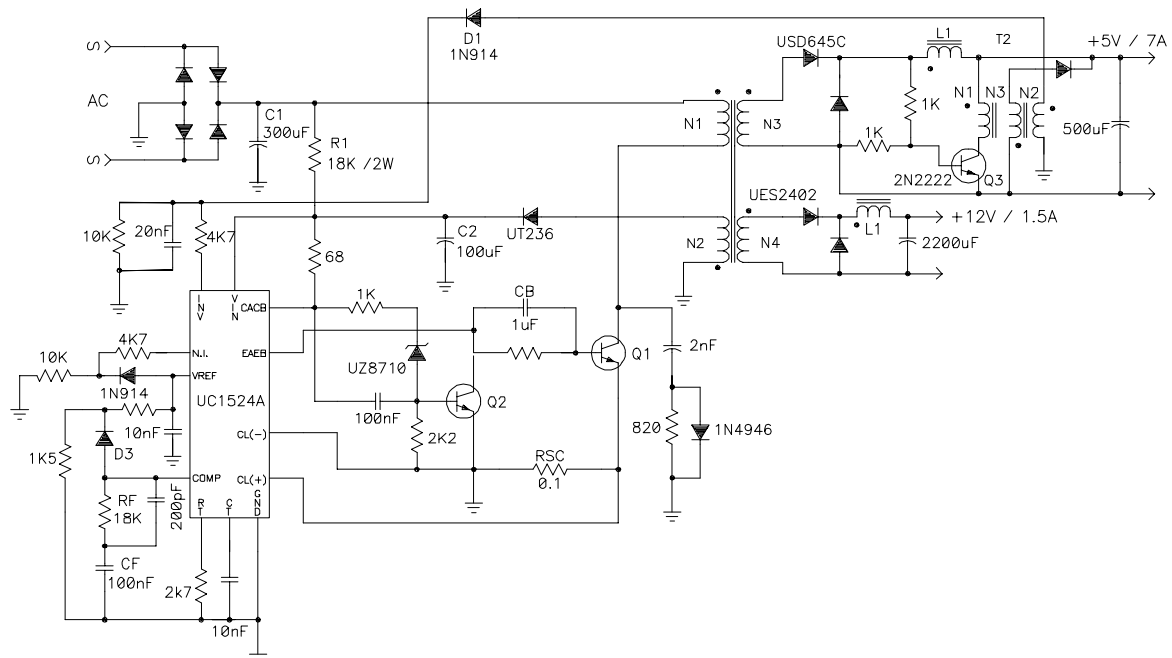 S
D1
1N914
USD645C
L1
T2
+5V / 7A
AC
C1
300uF
R1
18K /2W
N1
N3
1K
N1
N3
N2
500uF
1K
2N2222
Q3
S
10K
20nF
4K7
UT236
C2
100uF
N2
N4
UES2402
+12V / 1.5A
L1
2200uF
68
INV
VIN
CACB
1K
CB
1uF
Q1
2nF
10K
4K7
N.I.
EAEB
UZ8710
1N914
VREF
UC1524A
100nF
Q2
820
1N4946
1K5
10nF
D3
CL(-)
2K2
RSC
0.1
COMP
CL(+)
RF
18K
200pF
RT
CT
GND
CF
100nF
2k7
10nF